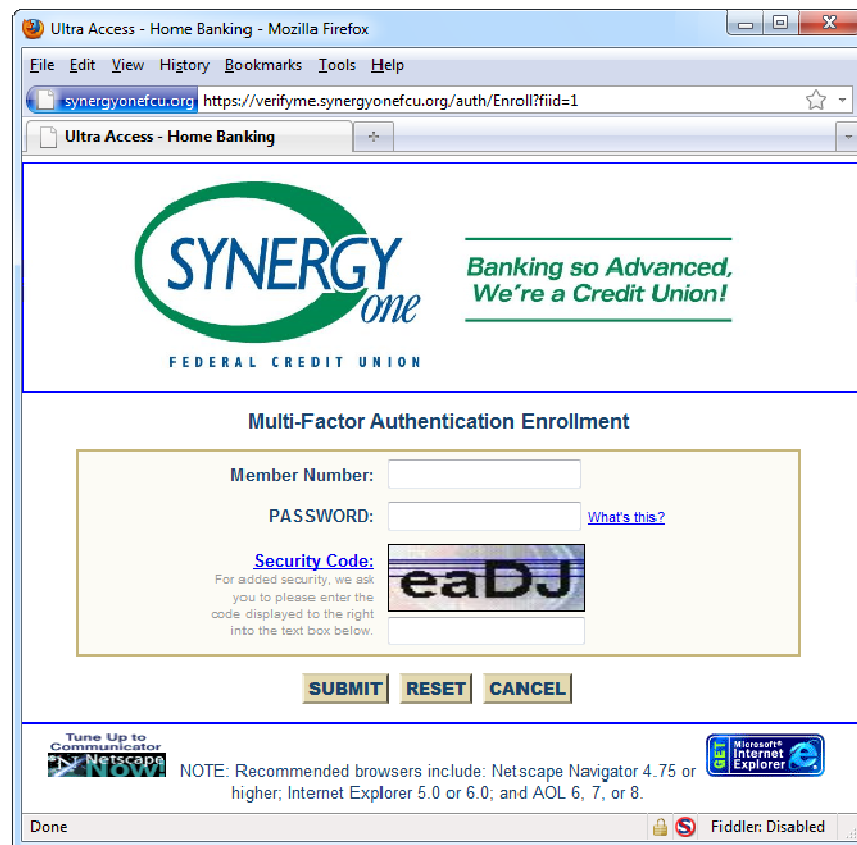 Ultra Access - Home Banking - Mozilla Firefox
File Edit View History Bookmarks Tools Help
synergyonefcu.org https://verifyme.synergyonefcu.org/auth/Enroll?fiid=1
Ultra Access - Home Banking
SYNERGY
one
FEDERAL CREDIT UNION
Banking so Advanced,
We're a Credit Union!
Multi-Factor Authentication Enrollment
Member Number:
PASSWORD: What's this?
Security Code:
For added security, we ask
you to please enter the
code displayed to the right
into the text box below.
eaDJ
SUBMIT RESET CANCEL
Tune Up to
Communicator
Netscape
Now!
NOTE: Recommended browsers include: Netscape Navigator 4.75 or
higher; Internet Explorer 5.0 or 6.0; and AOL 6, 7, or 8.
GET
Microsoft®
Internet
Explorer
Done Fiddler: Disabled